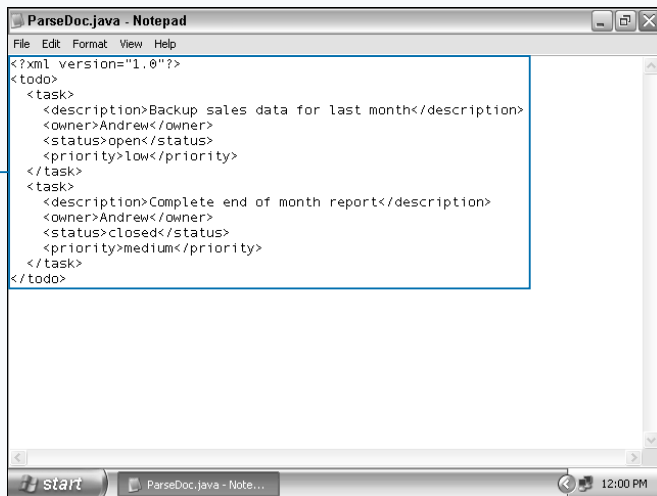 ParseDoc.java - Notepad
File Edit Format View Help
<?xml version="1.0"?>
<todo>
  <task>
    <description>Backup sales data for last month</description>
    <owner>Andrew</owner>
    <status>open</status>
    <priority>low</priority>
  </task>
  <task>
    <description>Complete end of month report</description>
    <owner>Andrew</owner>
    <status>closed</status>
    <priority>medium</priority>
  </task>
</todo>
start ParseDoc.java - Note... 12:00 PM